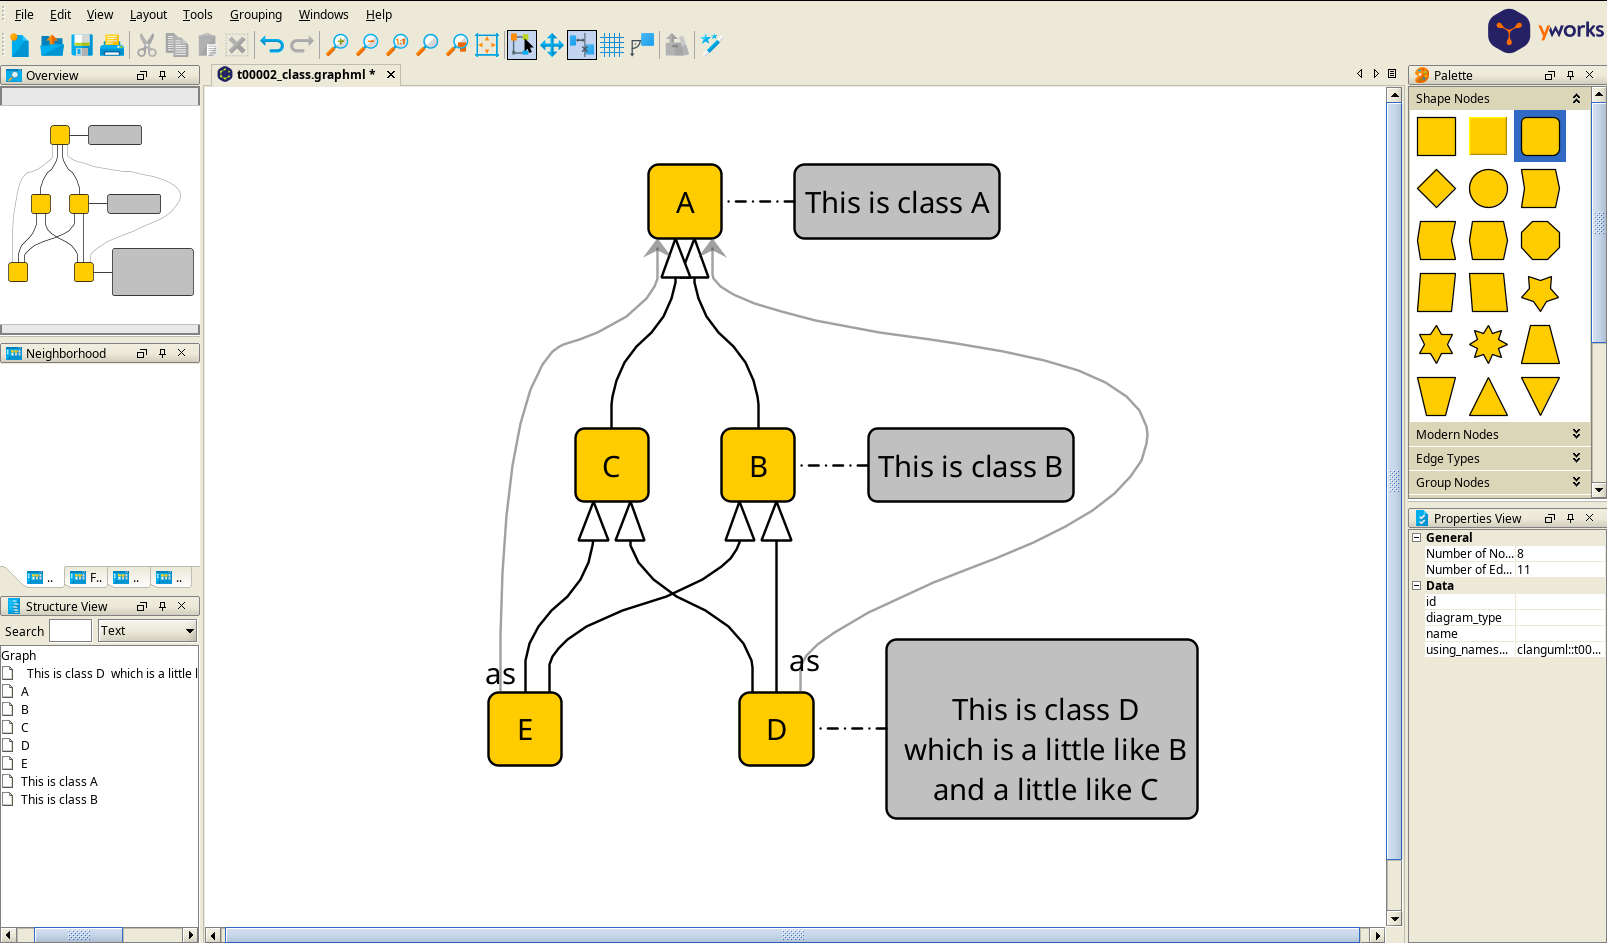 File Edit View Layout Tools Grouping Windows Help
yworks
Overview
t00002_class.graphml *
Palette
Shape Nodes
Modern Nodes
Edge Types
Group Nodes
Neighborhood
..
F..
..
..
Structure View
Search
Text
Graph
This is class D which is a little l
A
B
C
D
E
This is class A
This is class B
A
This is class A
C
B
This is class B
as
as
E
D
This is class D
which is a little like B
and a little like C
Properties View
General
Number of No... 8
Number of Ed... 11
Data
id
diagram_type
name
using_names... clanguml::t00...